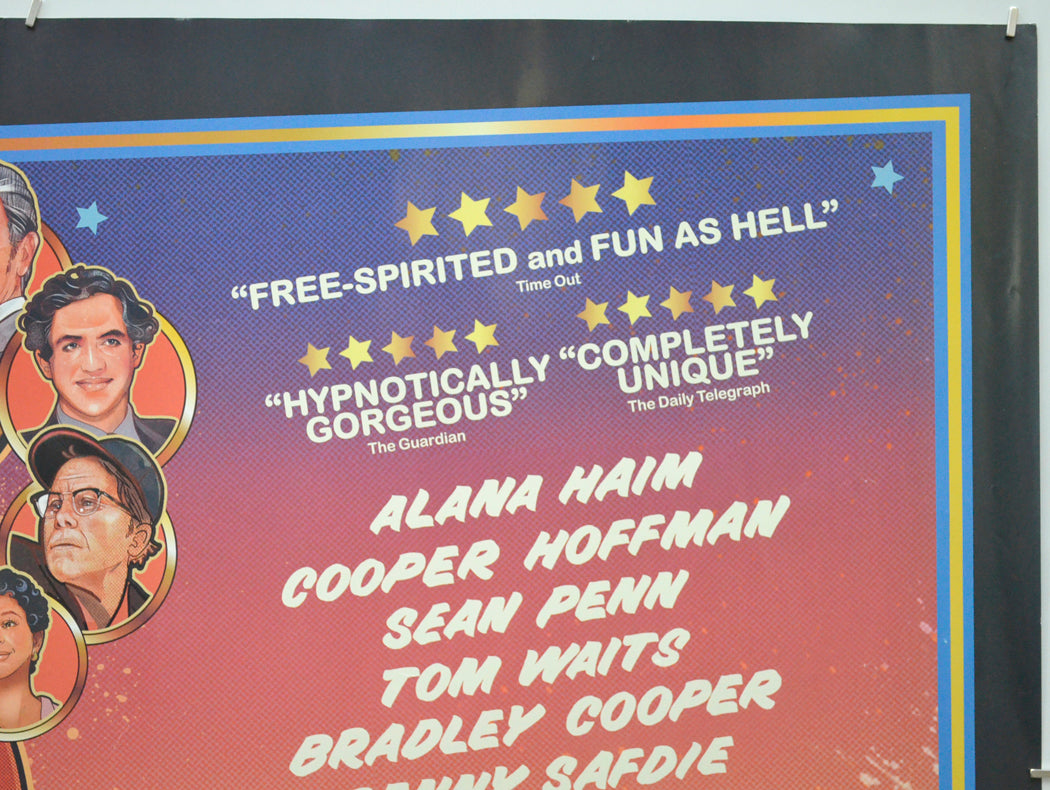 “FREE-SPIRITED and FUN AS HELL”
Time Out
“HYPNOTICALLY
GORGEOUS”
The Guardian
“COMPLETELY
UNIQUE”
The Daily Telegraph
ALANA HAIM
COOPER HOFFMAN
SEAN PENN
TOM WAITS
BRADLEY COOPER
SAFDIE